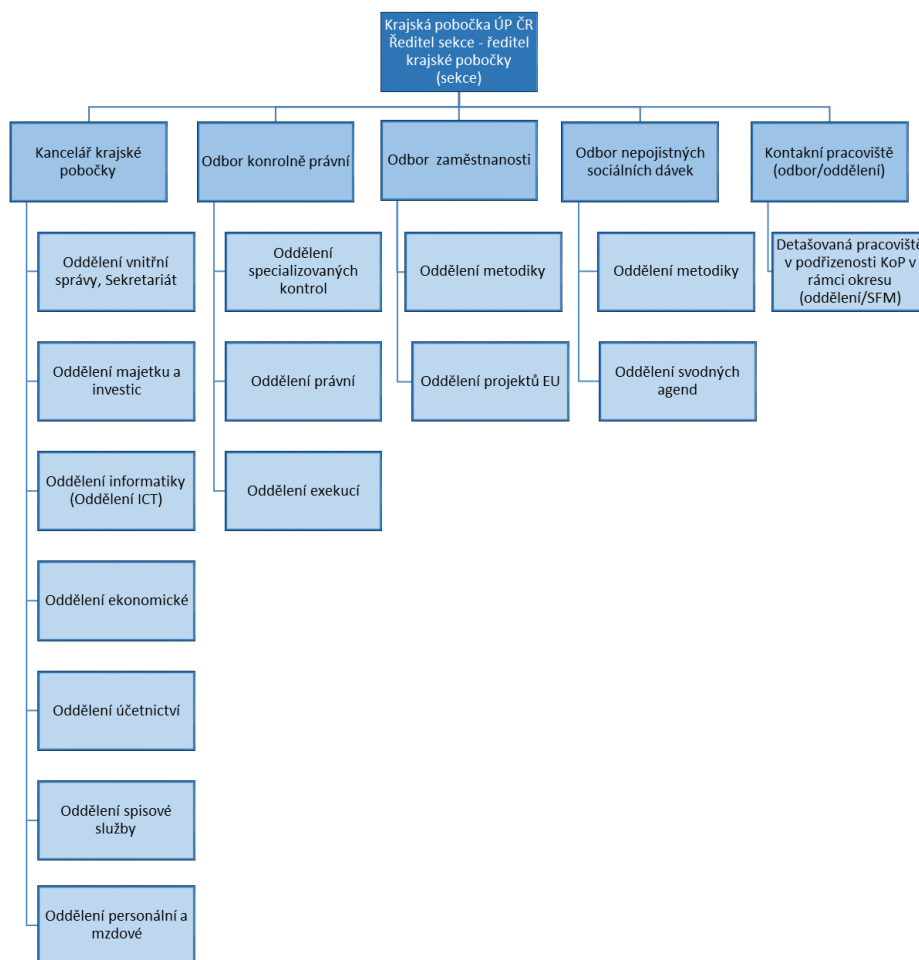 Krajská pobočka ÚP ČR
Ředitel sekce - ředitel
krajské pobočky
(sekce)
Kancelář krajské
pobočky
Odbor konrolně právní
Odbor zaměstnanosti
Odbor nepojistných
sociálních dávek
Kontakní pracoviště
(odbor/oddělení)
Oddělení vnitřní
správy, Sekretariát
Oddělení majetku a
investic
Oddělení informatiky
(Oddělení ICT)
Oddělení ekonomické
Oddělení účetnictví
Oddělení spisové
služby
Oddělení personální a
mzdové
Oddělení
specializovaných
kontrol
Oddělení právní
Oddělení exekucí
Oddělení metodiky
Oddělení projektů EU
Oddělení metodiky
Oddělení svodných
agend
Detašovaná pracoviště
v podřizenosti KoP v
rámci okresu
(oddělení/SFM)